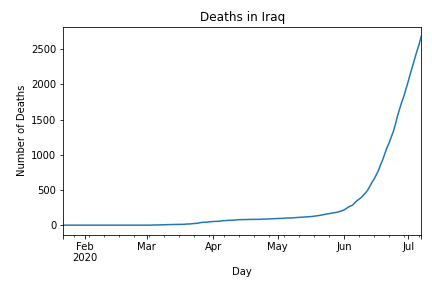 Deaths in Iraq
Number of Deaths
2500
2000
1500
1000
500
0
Feb
2020
Mar
Apr
May
Jun
Jul
Day